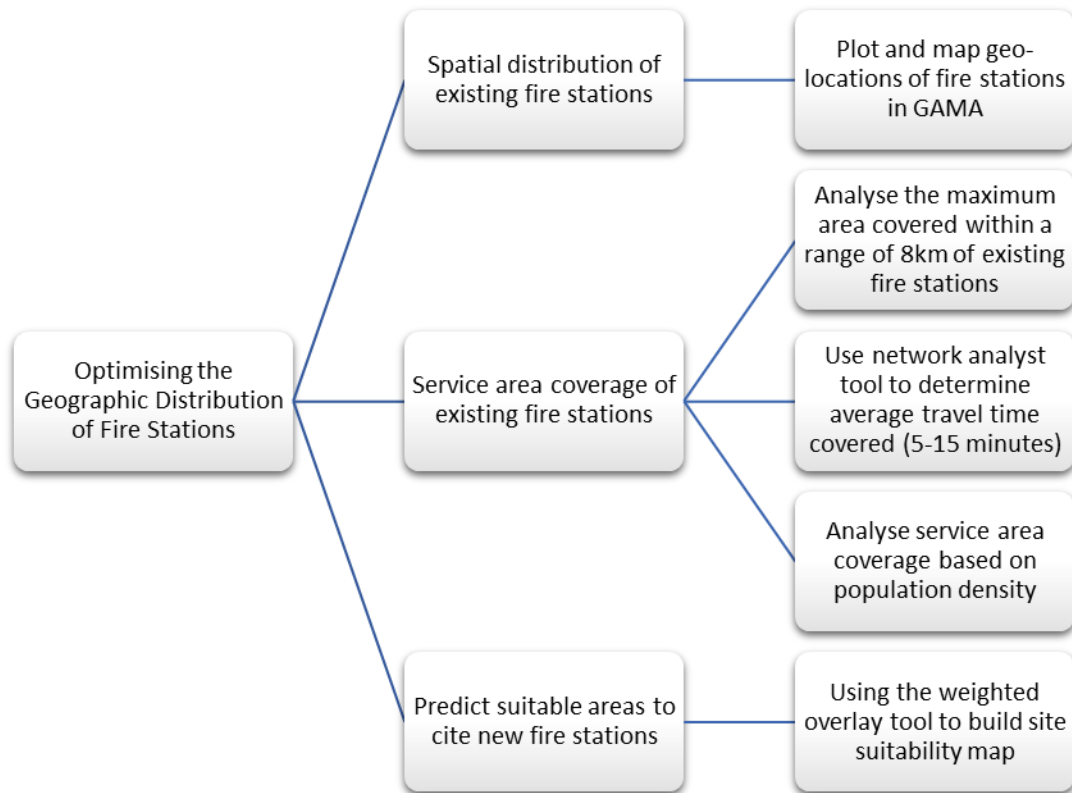 Optimising the
Geographic Distribution
of Fire Stations
Spatial distribution of
existing fire stations
Plot and map geo-
locations of fire stations
in GAMA
Service area coverage of
existing fire stations
Analyse the maximum
area covered within a
range of 8km of existing
fire stations
Use network analyst
tool to determine
average travel time
covered (5-15 minutes)
Analyse service area
coverage based on
population density
Predict suitable areas to
cite new fire stations
Using the weighted
overlay tool to build site
suitability map